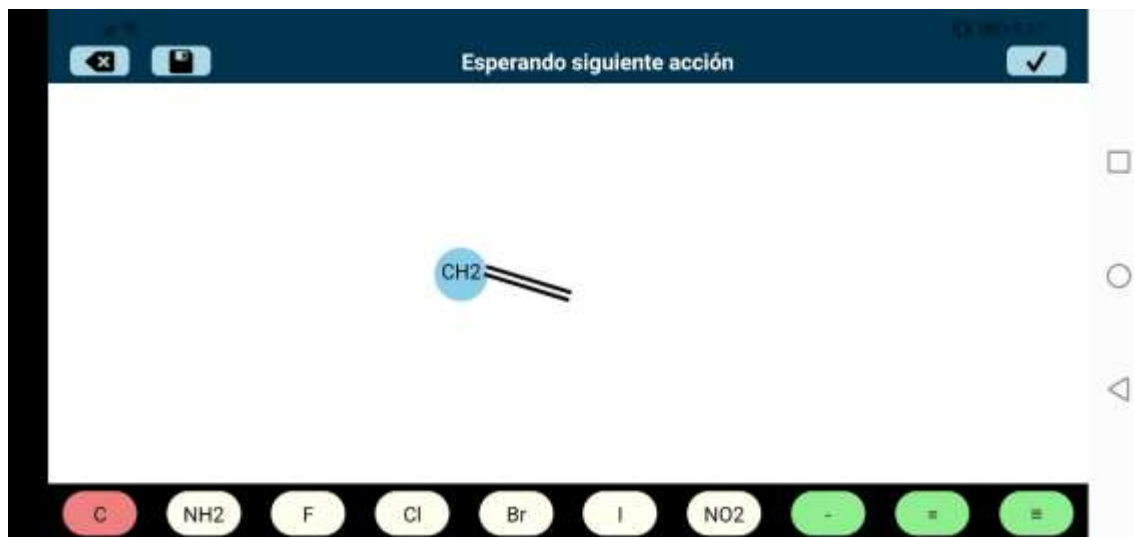 Esperando siguiente acción
CH2
C NH2 F Cl Br I NO2 - = ≡